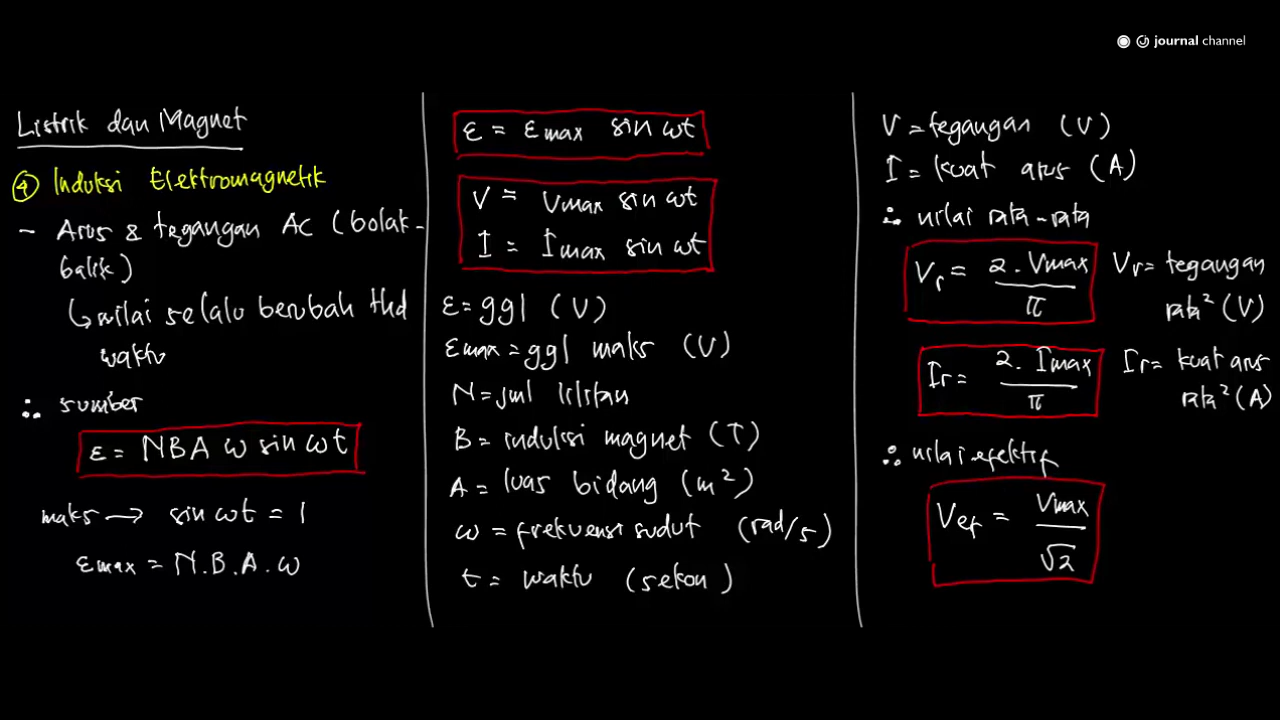 journal channel
Listrik dan Magnet
④ Induksi Elektromagnetik
- Arus & tegangan AC (bolak-
balik)
↳ nilai selalu berubah thd
waktu
∴ sumber
ε = NBA ω sin ωt
maks → sin ωt = 1
εmax = N.B.A.ω
ε = εmax sin ωt
V = Vmax sin ωt
I = Imax sin ωt
ε = ggl (V)
εmax = ggl maks (V)
N = jml lilitan
B = induksi magnet (T)
A = luas bidang (m²)
ω = frekuensi sudut (rad/s)
t = waktu (sekon)
V = tegangan (V)
I = kuat arus (A)
∴ nilai rata-rata
Vr = 2. Vmax / π
Vr = tegangan
rata² (V)
Ir = 2. Imax / π
Ir = kuat arus
rata² (A)
∴ nilai efektif
Vef = Vmax / √2